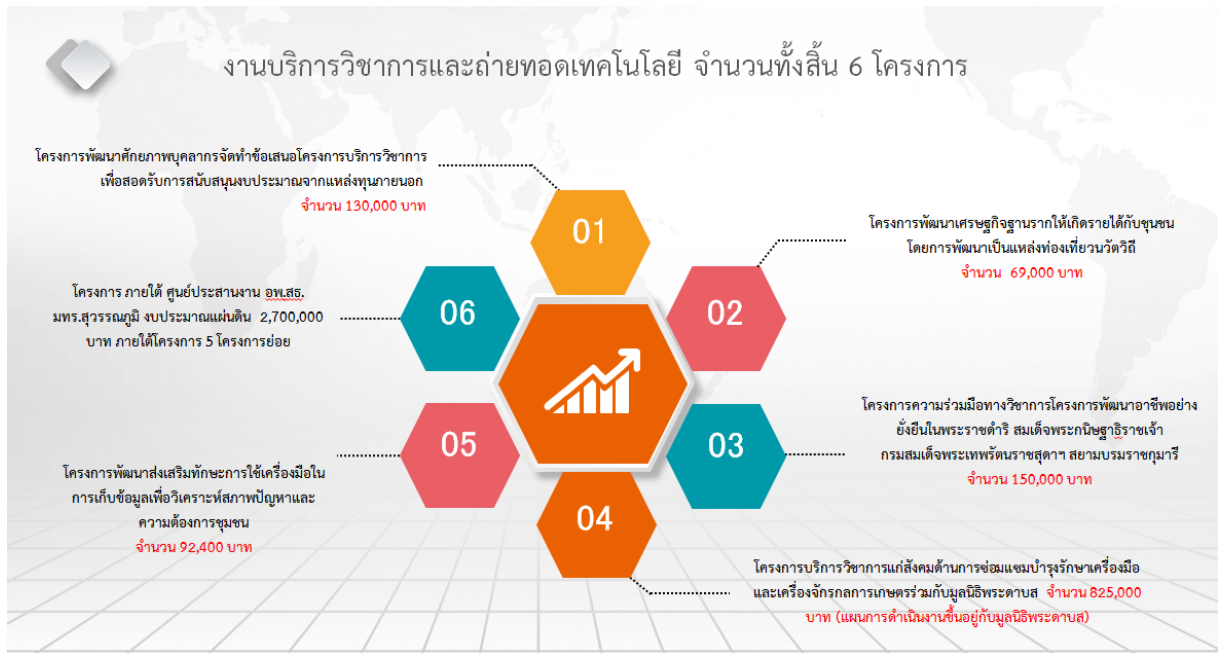 งานบริการวิชาการและถ่ายทอดเทคโนโลยี จำนวนทั้งสิ้น 6 โครงการ
โครงการพัฒนาศักยภาพบุคลากรจัดทำข้อเสนอโครงการบริการวิชาการ
เพื่อสอดรับการสนับสนุนงบประมาณจากแหล่งทุนภายนอก
จำนวน 130,000 บาท
01
โครงการพัฒนาเศรษฐกิจฐานรากให้เกิดรายได้กับชุมชน
โดยการพัฒนาเป็นแหล่งท่องเที่ยวนวัตวิถี
จำนวน 69,000 บาท
02
โครงการความร่วมมือทางวิชาการโครงการพัฒนาอาชีพอย่าง
ยั่งยืนในพระราชดำริ สมเด็จพระกนิษฐาธิราชเจ้า
กรมสมเด็จพระเทพรัตนราชสุดาฯ สยามบรมราชกุมารี
จำนวน 150,000 บาท
03
โครงการบริการวิชาการแก่สังคมด้านการซ่อมแซมบำรุงรักษาเครื่องมือ
และเครื่องจักรกลการเกษตรร่วมกับมูลนิธิพระดาบส จำนวน 825,000
บาท (แผนการดำเนินงานขึ้นอยู่กับมูลนิธิพระดาบส)
04
โครงการพัฒนาส่งเสริมทักษะการใช้เครื่องมือใน
การเก็บข้อมูลเพื่อวิเคราะห์สภาพปัญหาและ
ความต้องการชุมชน
จำนวน 92,400 บาท
05
โครงการ ภายใต้ ศูนย์ประสานงาน อพ.สธ.
มทร.สุวรรณภูมิ งบประมาณแผ่นดิน 2,700,000
บาท ภายใต้โครงการ 5 โครงการย่อย
06